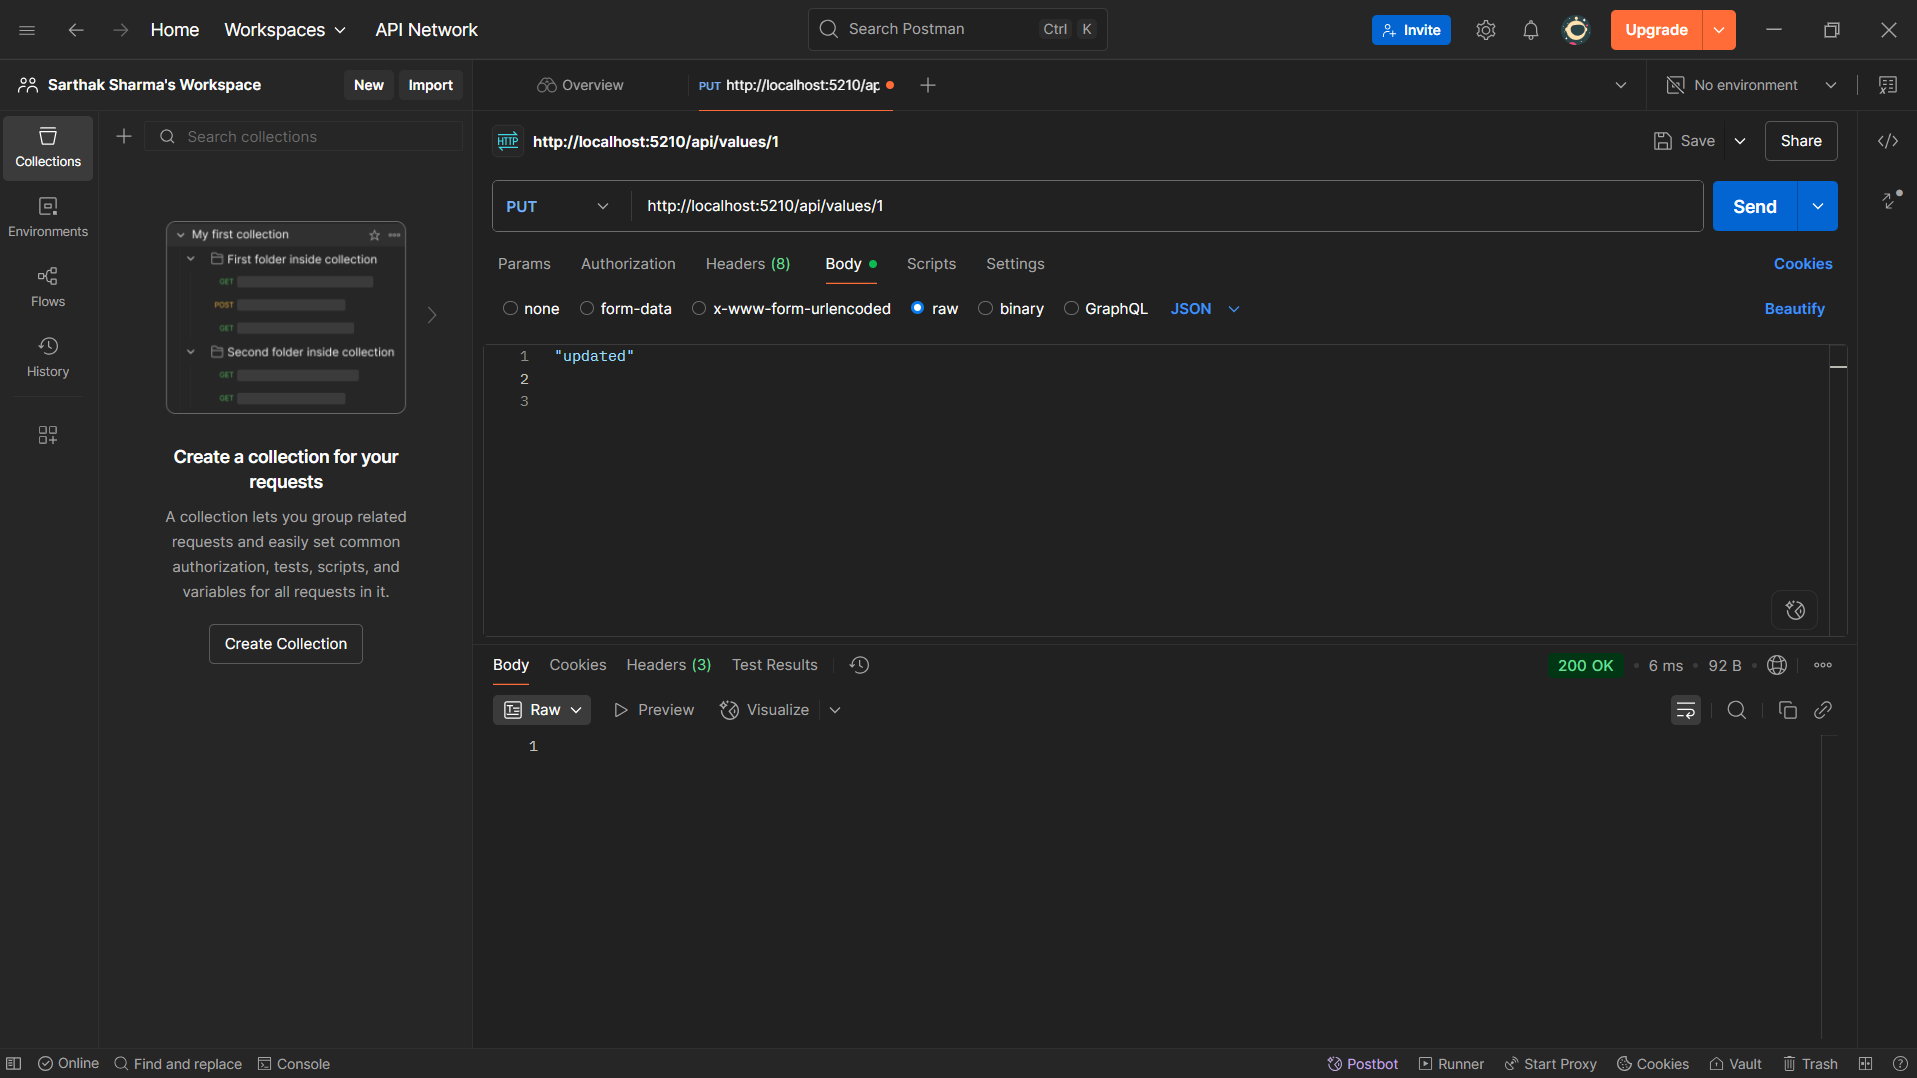 Home
Workspaces
API Network
Search Postman
Ctrl K
Invite
Upgrade
Sarthak Sharma's Workspace
New
Import
Overview
PUT http://localhost:5210/ap
No environment
Collections
Environments
Flows
History
Search collections
My first collection
First folder inside collection
GET
POST
GET
Second folder inside collection
GET
GET
Create a collection for your
requests
A collection lets you group related
requests and easily set common
authorization, tests, scripts, and
variables for all requests in it.
Create Collection
HTTP http://localhost:5210/api/values/1
Save
Share
PUT http://localhost:5210/api/values/1
Send
Params Authorization Headers (8) Body Scripts Settings
Cookies
none form-data x-www-form-urlencoded raw binary GraphQL JSON
Beautify
1 "updated"
2
3
Body Cookies Headers (3) Test Results
200 OK 6 ms 92 B
Raw Preview Visualize
1
Online Find and replace Console
Postbot Runner Start Proxy Cookies Vault Trash